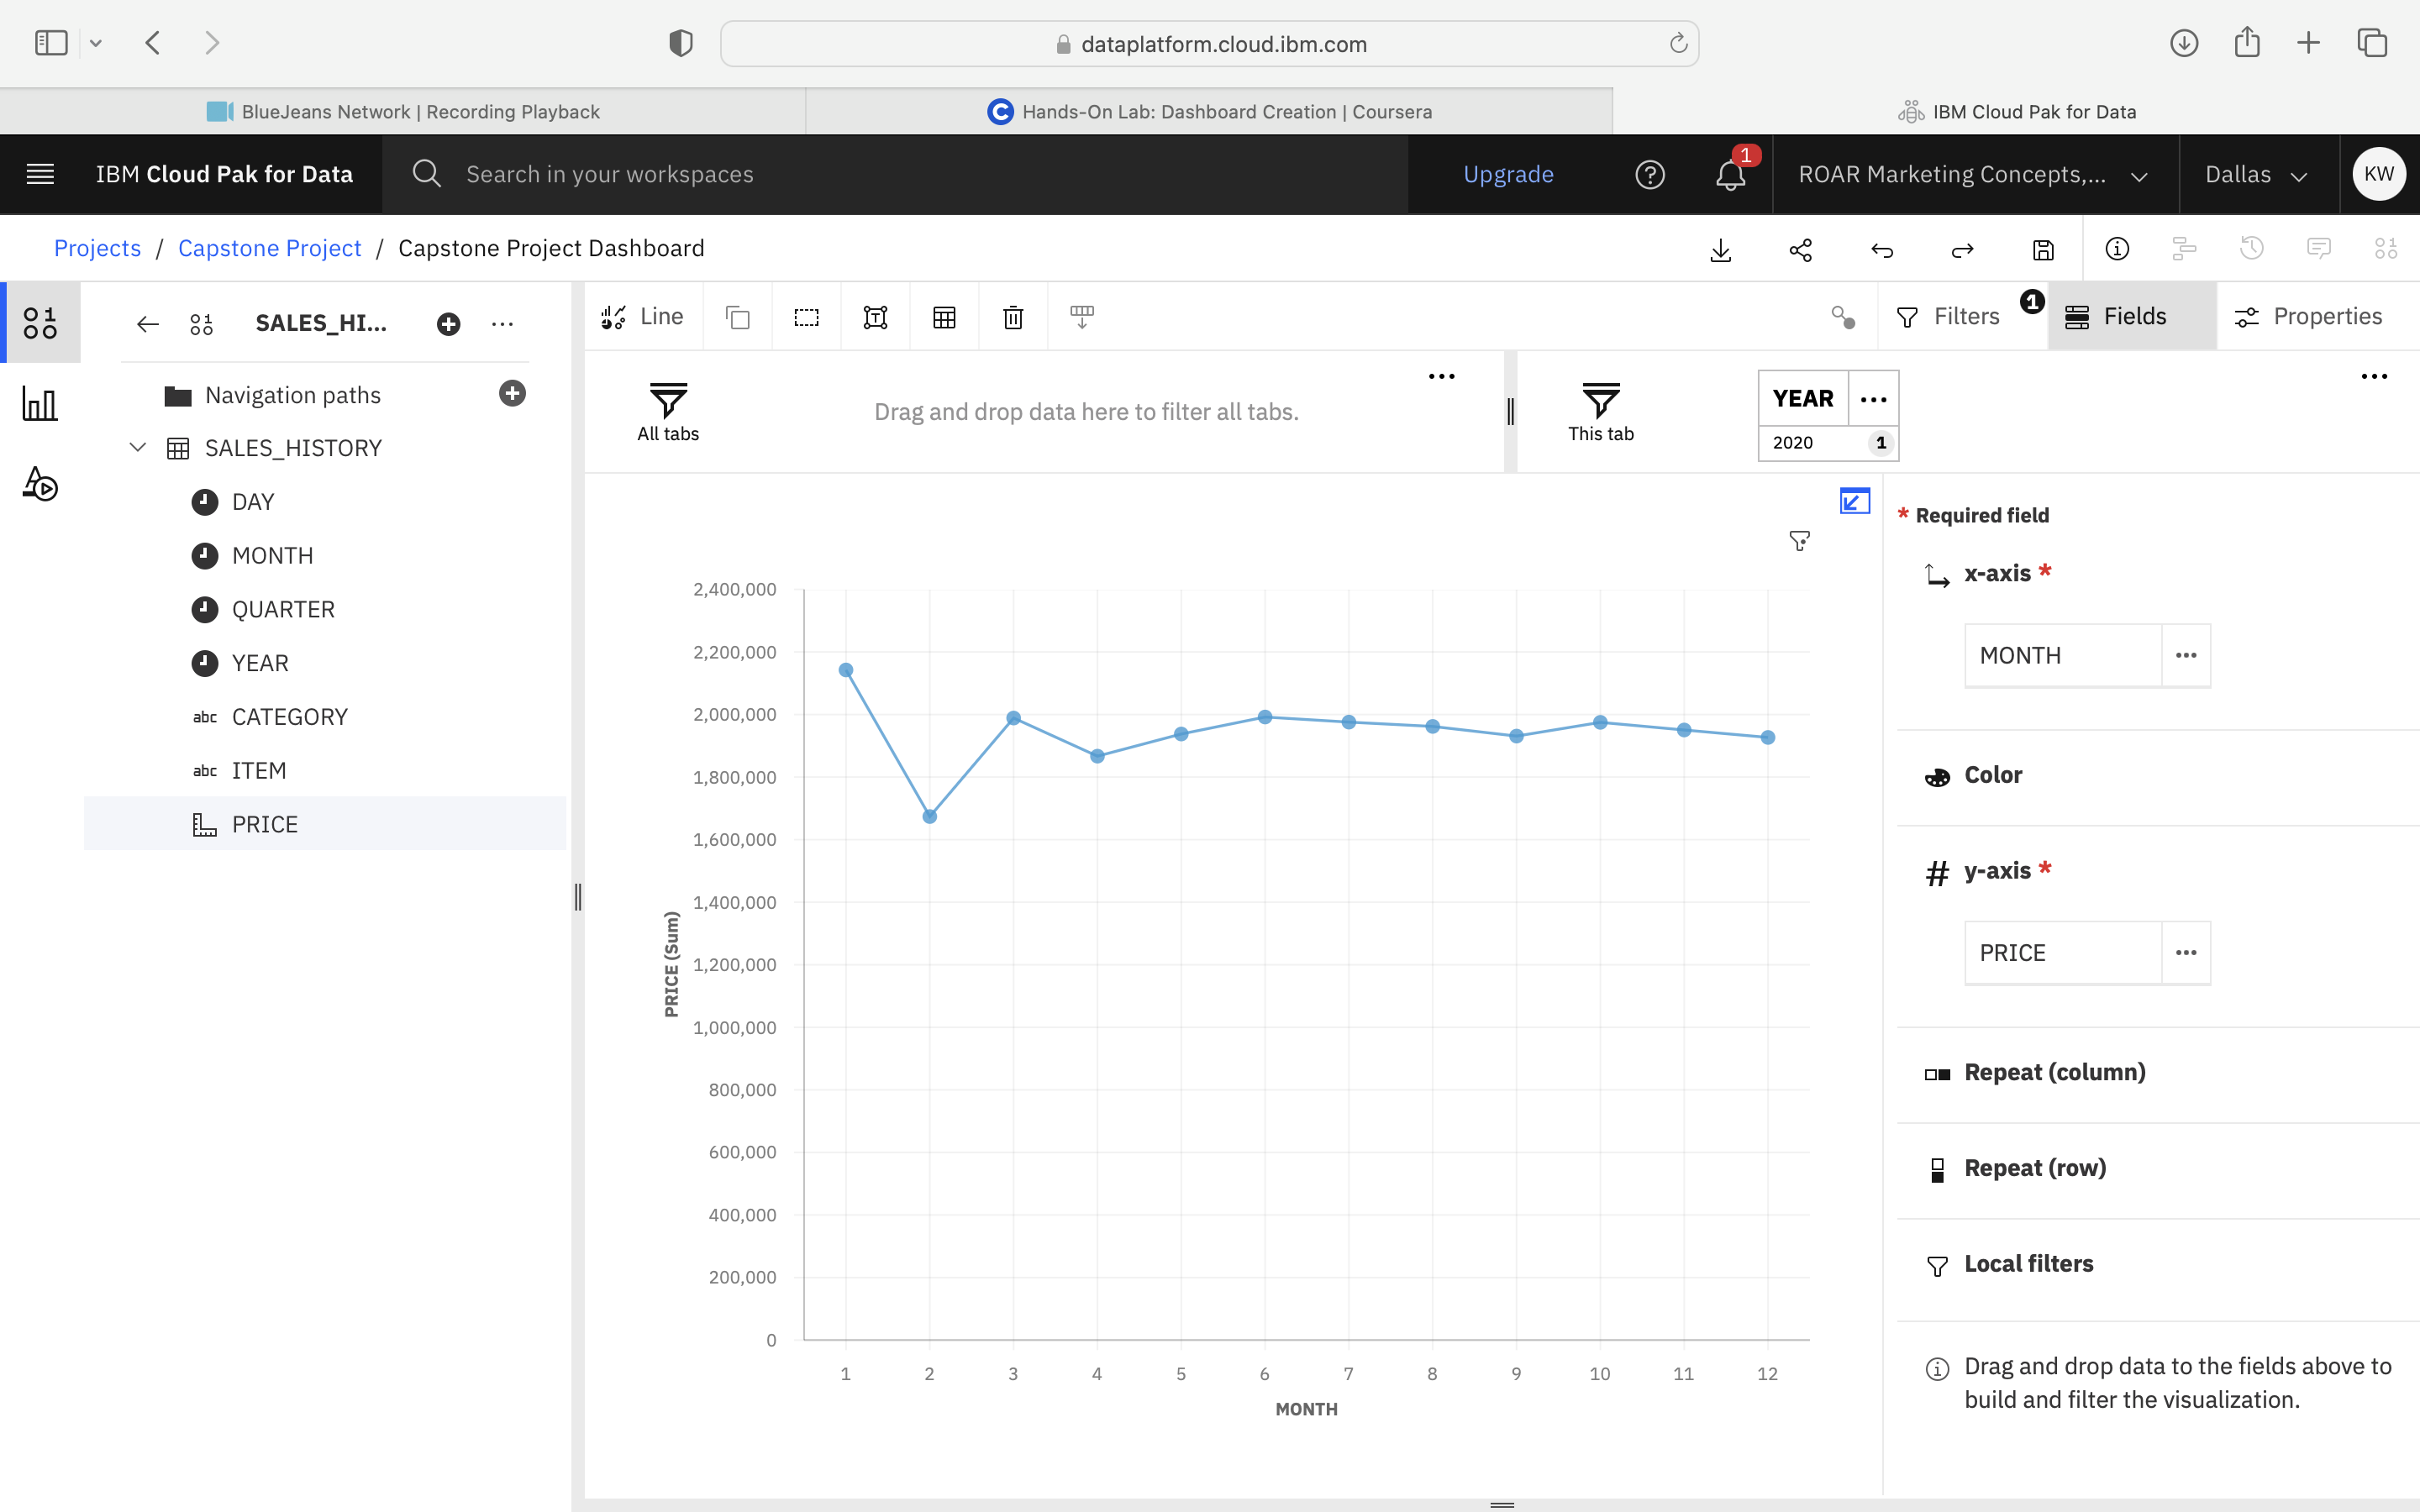 dataplatform.cloud.ibm.com
BlueJeans Network | Recording Playback
Hands-On Lab: Dashboard Creation | Coursera
IBM Cloud Pak for Data
IBM Cloud Pak for Data
Search in your workspaces
Upgrade
1
ROAR Marketing Concepts,...
Dallas
KW
Projects / Capstone Project / Capstone Project Dashboard
SALES_HI...
Line
Filters
1
Fields
Properties
Navigation paths
SALES_HISTORY
DAY
MONTH
QUARTER
YEAR
abc CATEGORY
abc ITEM
PRICE
All tabs
Drag and drop data here to filter all tabs.
This tab
YEAR
2020 1
2,400,000
2,200,000
2,000,000
1,800,000
1,600,000
1,400,000
1,200,000
1,000,000
800,000
600,000
400,000
200,000
0
PRICE (Sum)
1 2 3 4 5 6 7 8 9 10 11 12
MONTH
* Required field
x-axis *
MONTH
Color
# y-axis *
PRICE
Repeat (column)
Repeat (row)
Local filters
Drag and drop data to the fields above to
build and filter the visualization.